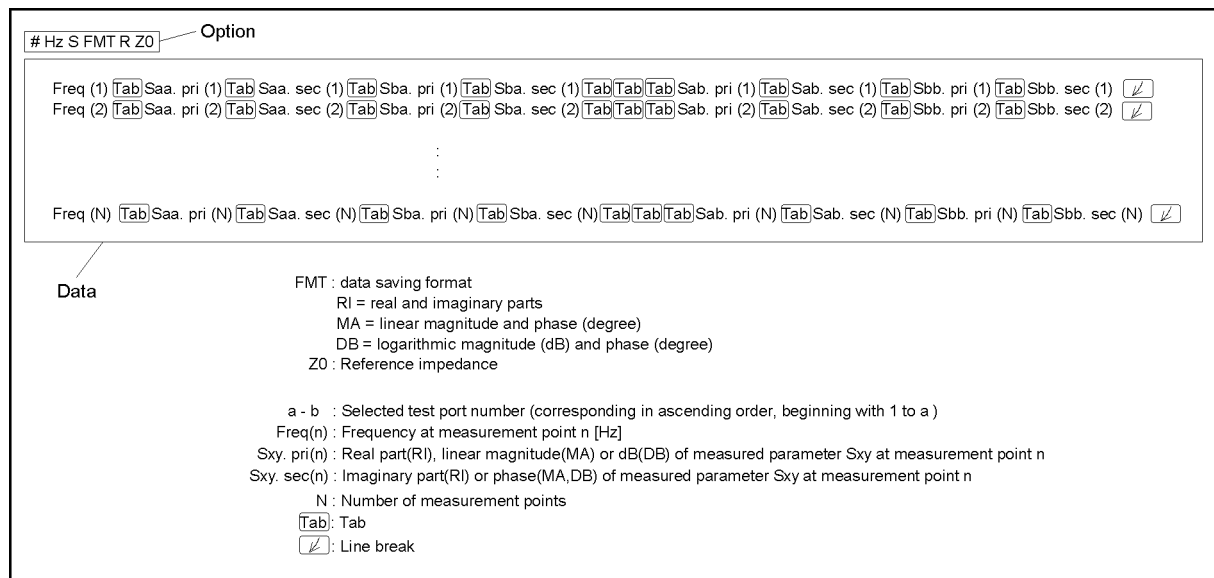 # Hz S FMT R Z0
Option
Freq (1) Tab Saa. pri (1) Tab Saa. sec (1) Tab Sba. pri (1) Tab Sba. sec (1) Tab Tab Tab Sab. pri (1) Tab Sab. sec (1) Tab Sbb. pri (1) Tab Sbb. sec (1)
Freq (2) Tab Saa. pri (2) Tab Saa. sec (2) Tab Sba. pri (2) Tab Sba. sec (2) Tab Tab Tab Sab. pri (2) Tab Sab. sec (2) Tab Sbb. pri (2) Tab Sbb. sec (2)
:
:
Freq (N) Tab Saa. pri (N) Tab Saa. sec (N) Tab Sba. pri (N) Tab Sba. sec (N) Tab Tab Tab Sab. pri (N) Tab Sab. sec (N) Tab Sbb. pri (N) Tab Sbb. sec (N)
Data
FMT : data saving format
RI = real and imaginary parts
MA = linear magnitude and phase (degree)
DB = logarithmic magnitude (dB) and phase (degree)
Z0 : Reference impedance
a - b : Selected test port number (corresponding in ascending order, beginning with 1 to a )
Freq(n) : Frequency at measurement point n [Hz]
Sxy. pri(n) : Real part(RI), linear magnitude(MA) or dB(DB) of measured parameter Sxy at measurement point n
Sxy. sec(n) : Imaginary part(RI) or phase(MA,DB) of measured parameter Sxy at measurement point n
N : Number of measurement points
Tab : Tab
: Line break